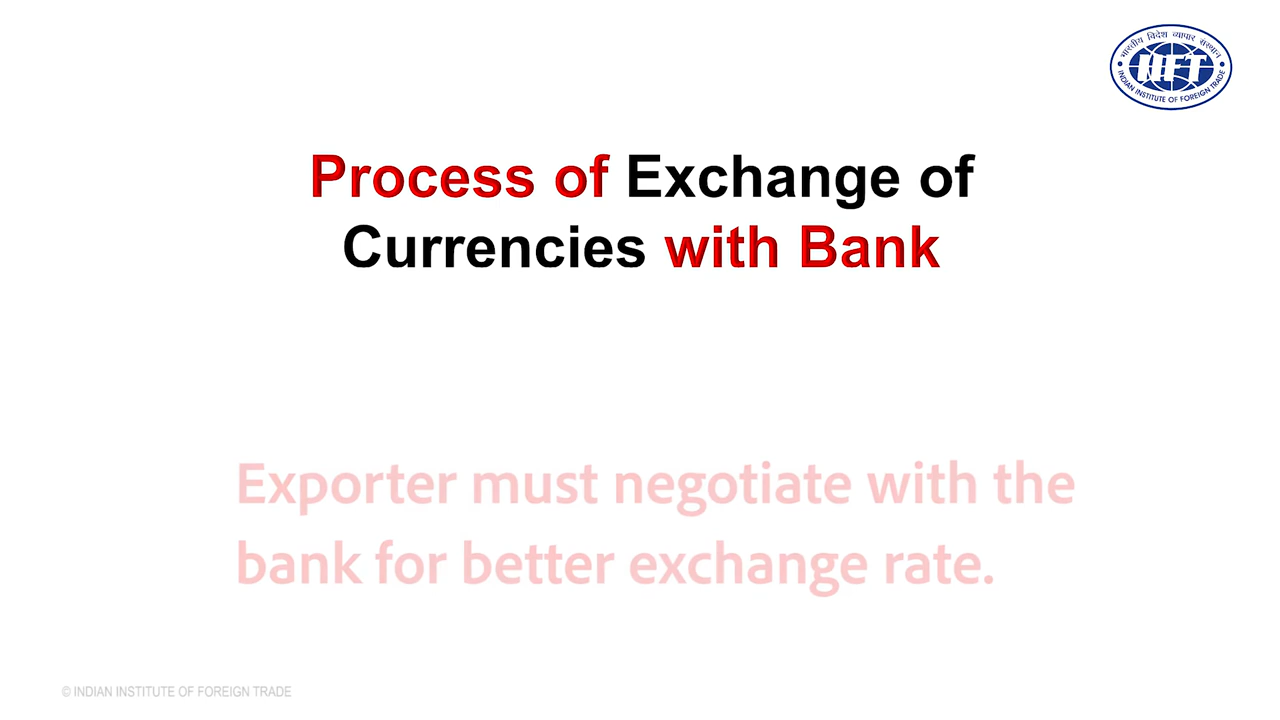 भारतीय विदेश व्यापार संस्थान
IIFT
INDIAN INSTITUTE OF FOREIGN TRADE
Process of Exchange of
Currencies with Bank
Exporter must negotiate with the
bank for better exchange rate.
© INDIAN INSTITUTE OF FOREIGN TRADE